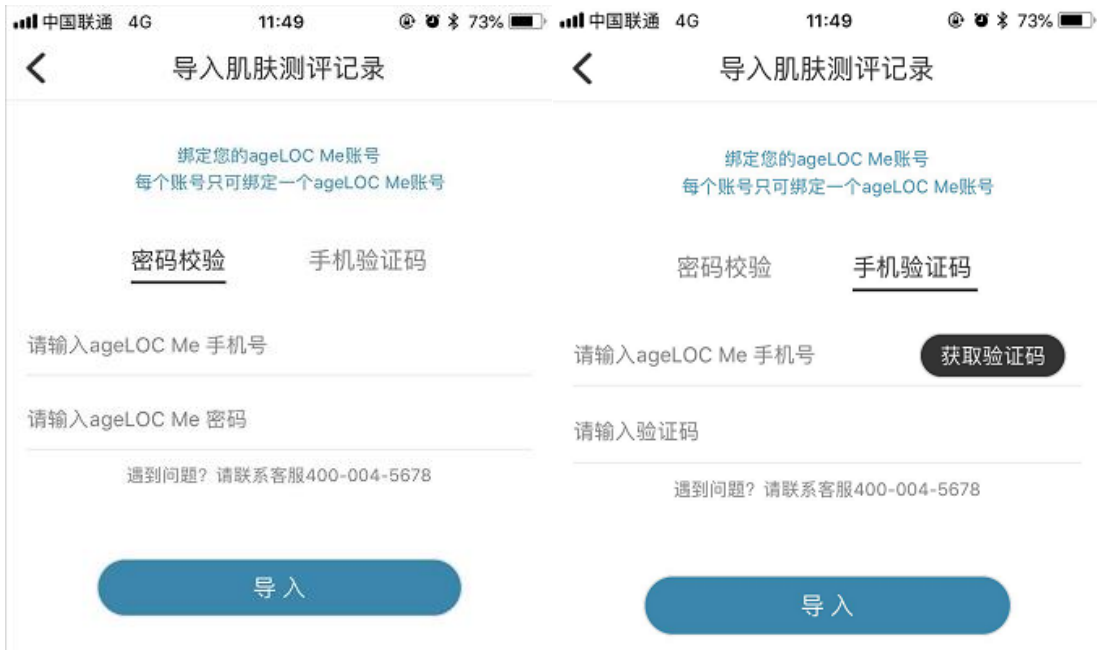 中国联通 4G 11:49 73%
导入肌肤测评记录
绑定您的ageLOC Me账号
每个账号只可绑定一个ageLOC Me账号
密码校验 手机验证码
请输入ageLOC Me 手机号
请输入ageLOC Me 密码
遇到问题？请联系客服400-004-5678
导入
中国联通 4G 11:49 73%
导入肌肤测评记录
绑定您的ageLOC Me账号
每个账号只可绑定一个ageLOC Me账号
密码校验 手机验证码
请输入ageLOC Me 手机号 获取验证码
请输入验证码
遇到问题？请联系客服400-004-5678
导入